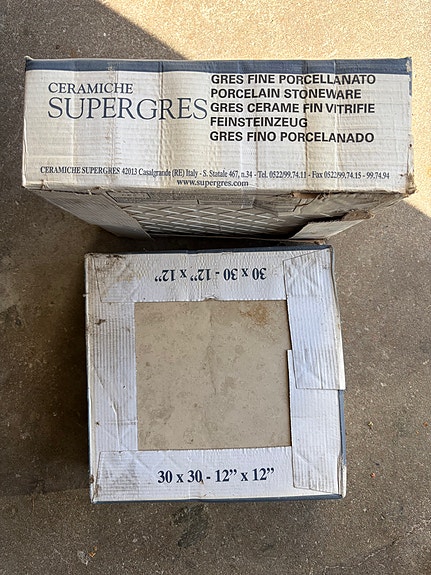 CERAMICHE
SUPERGRES
GRES FINE PORCELLANATO
PORCELAIN STONEWARE
GRES CERAME FIN VITRIFIE
FEINSTEINZEUG
GRES FINO PORCELANADO
CERAMICHE SUPERGRES 42013 Casalgrande (RE) Italy - S. Statale 467, n.34 - Tel. 0522/99.74.11 - Fax 0522/99.74.15 - 99.74.94
www.supergres.com
30 x 30 - 12” x 12”
30 x 30 - 12” x 12”